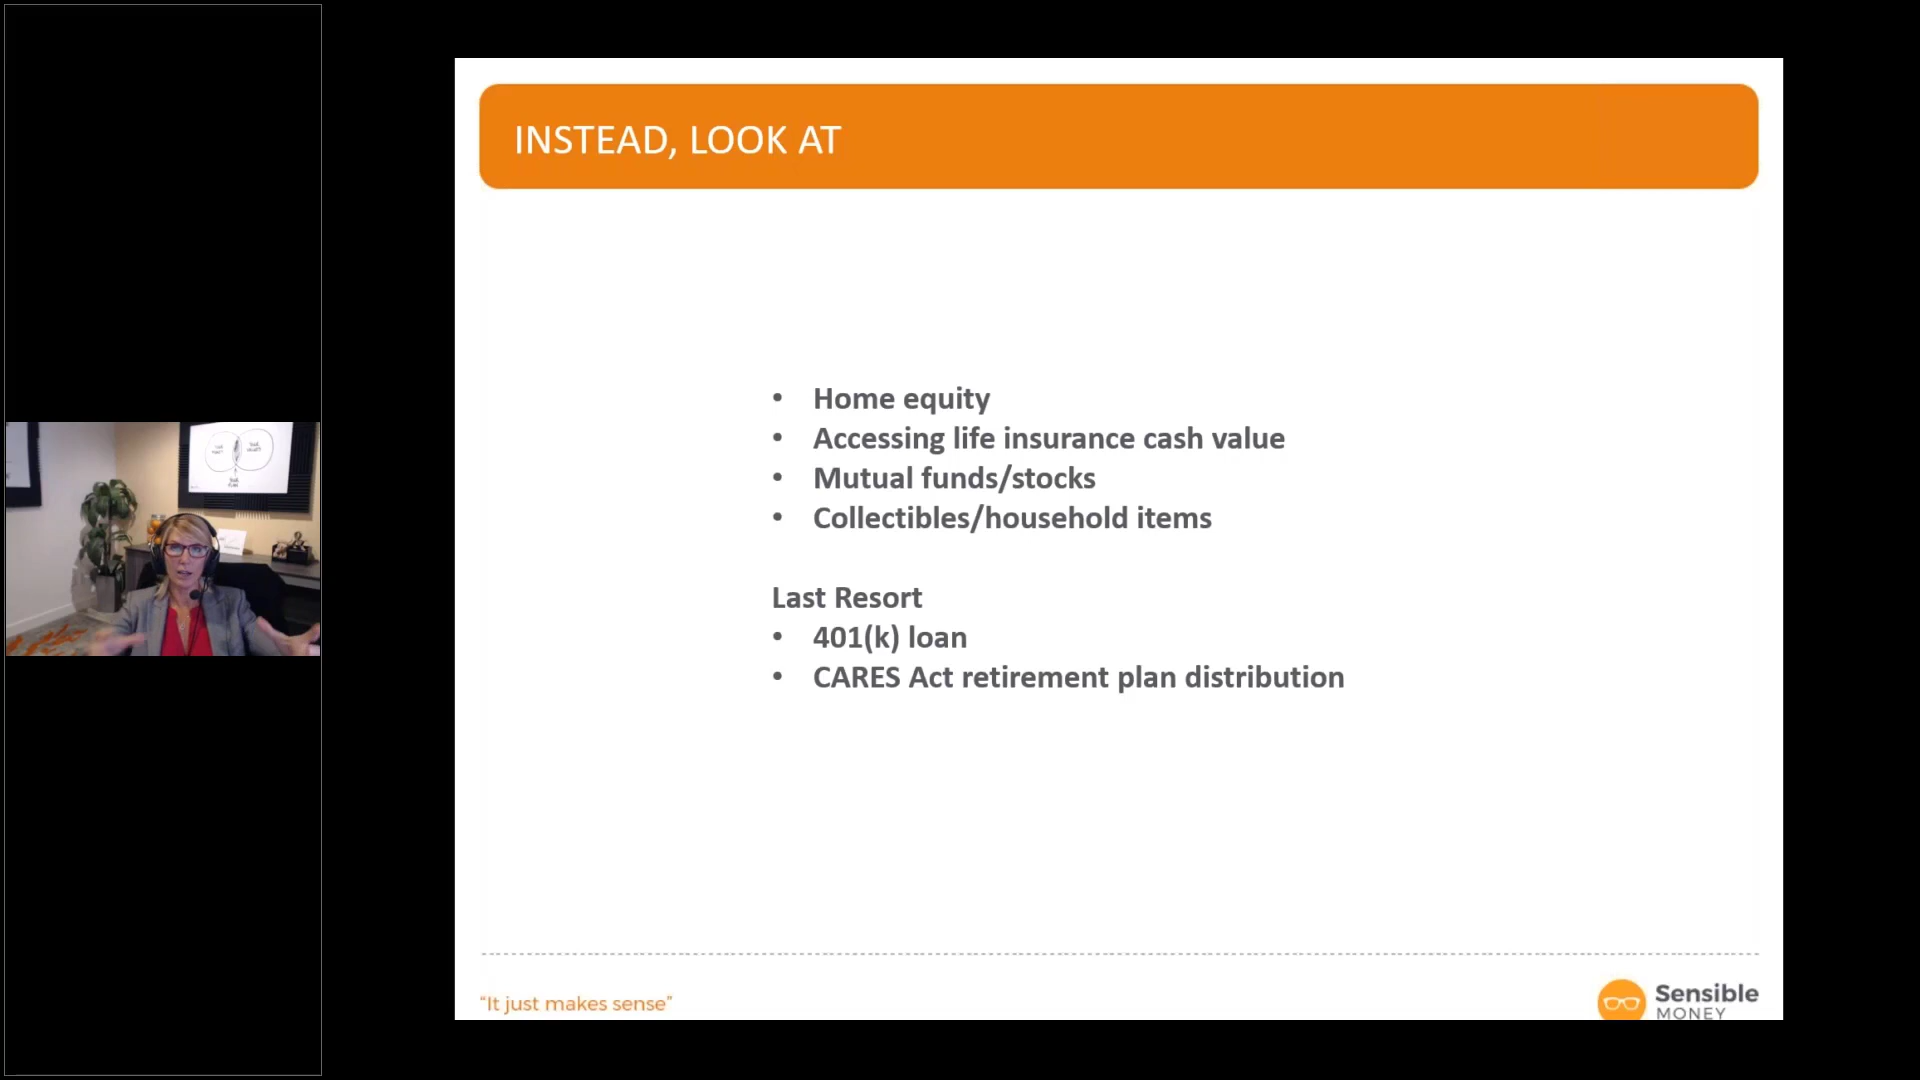 INSTEAD, LOOK AT
• Home equity
• Accessing life insurance cash value
• Mutual funds/stocks
• Collectibles/household items
Last Resort
• 401(k) loan
• CARES Act retirement plan distribution
“It just makes sense”
Sensible
MONEY